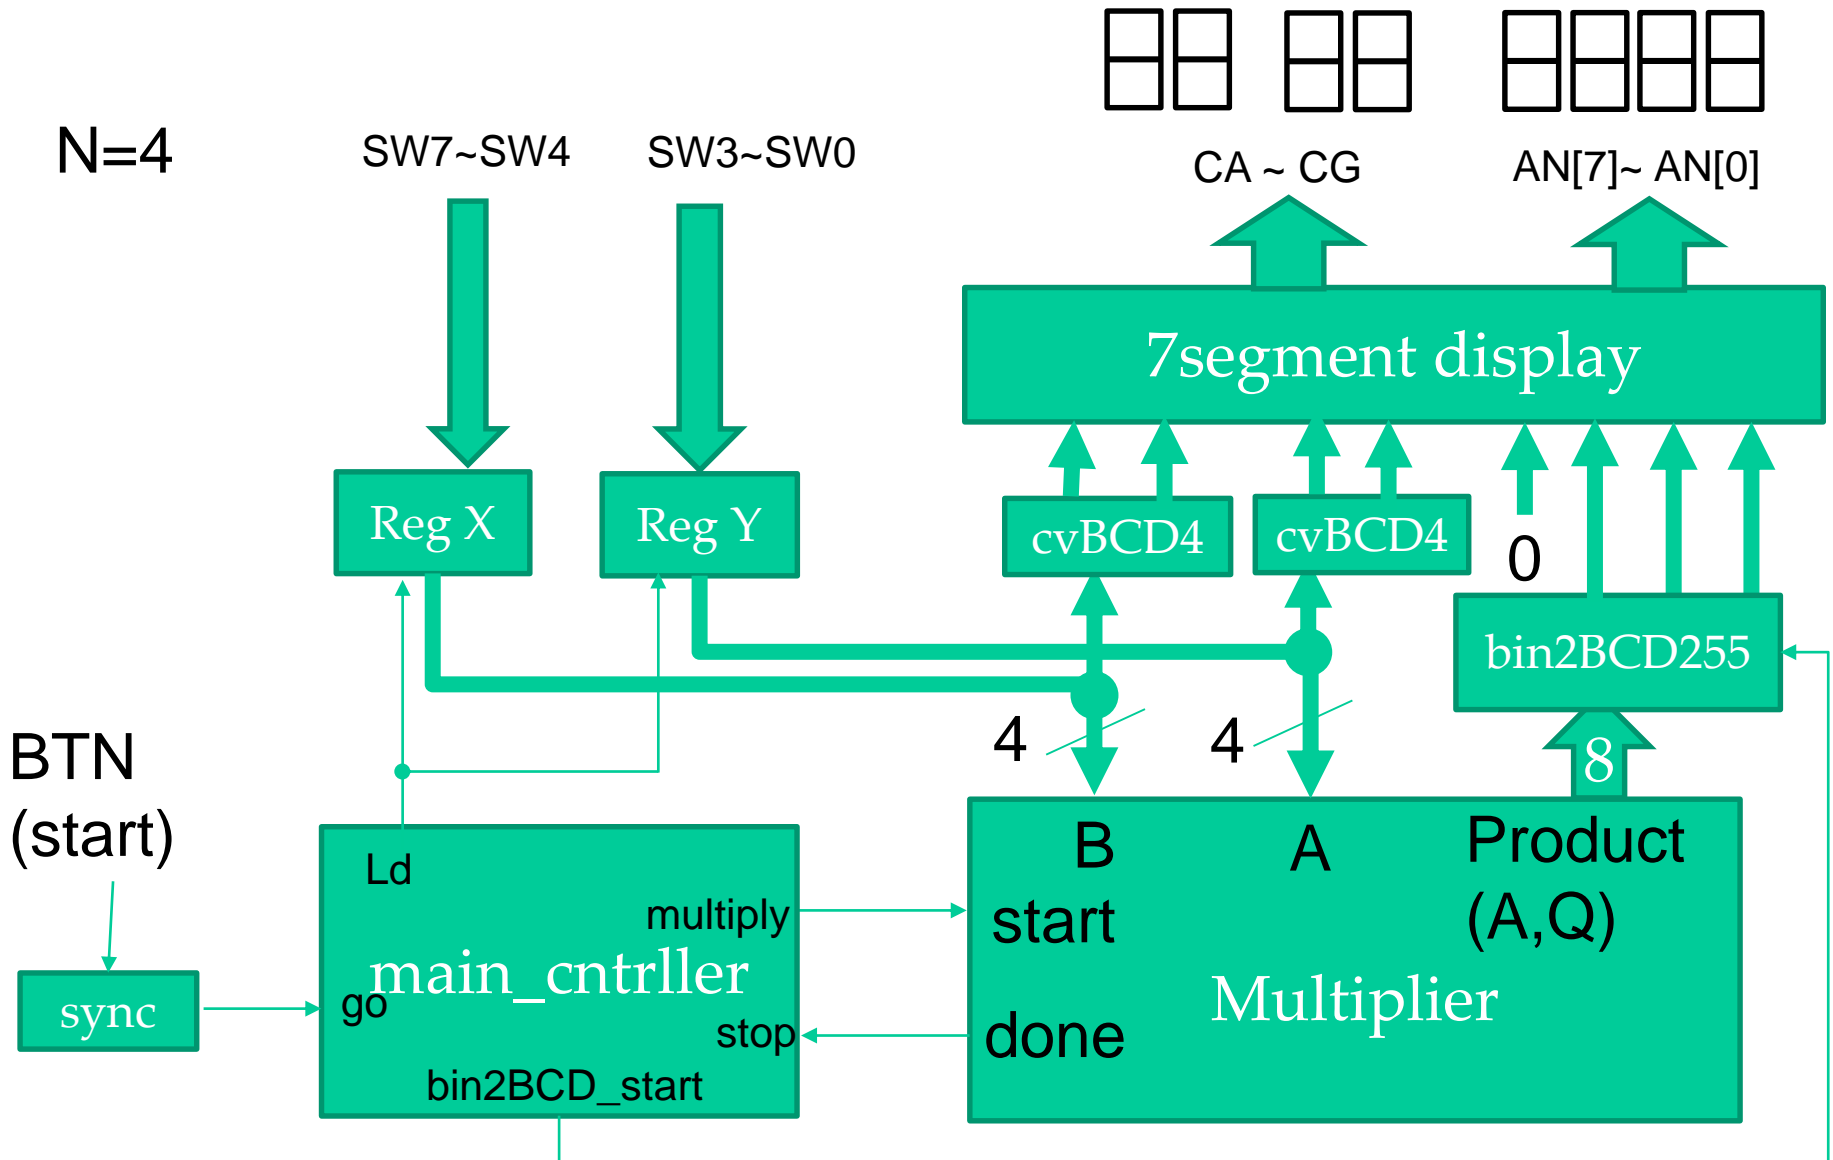 N=4
SW7~SW4
SW3~SW0
CA ~ CG
AN[7]~ AN[0]
7segment display
Reg X
Reg Y
cvBCD4
cvBCD4
0
bin2BCD255
4
4
8
BTN
(start)
sync
Ld
multiply
main_cntrller
go
stop
bin2BCD_start
B
A
Product
(A,Q)
start
Multiplier
done